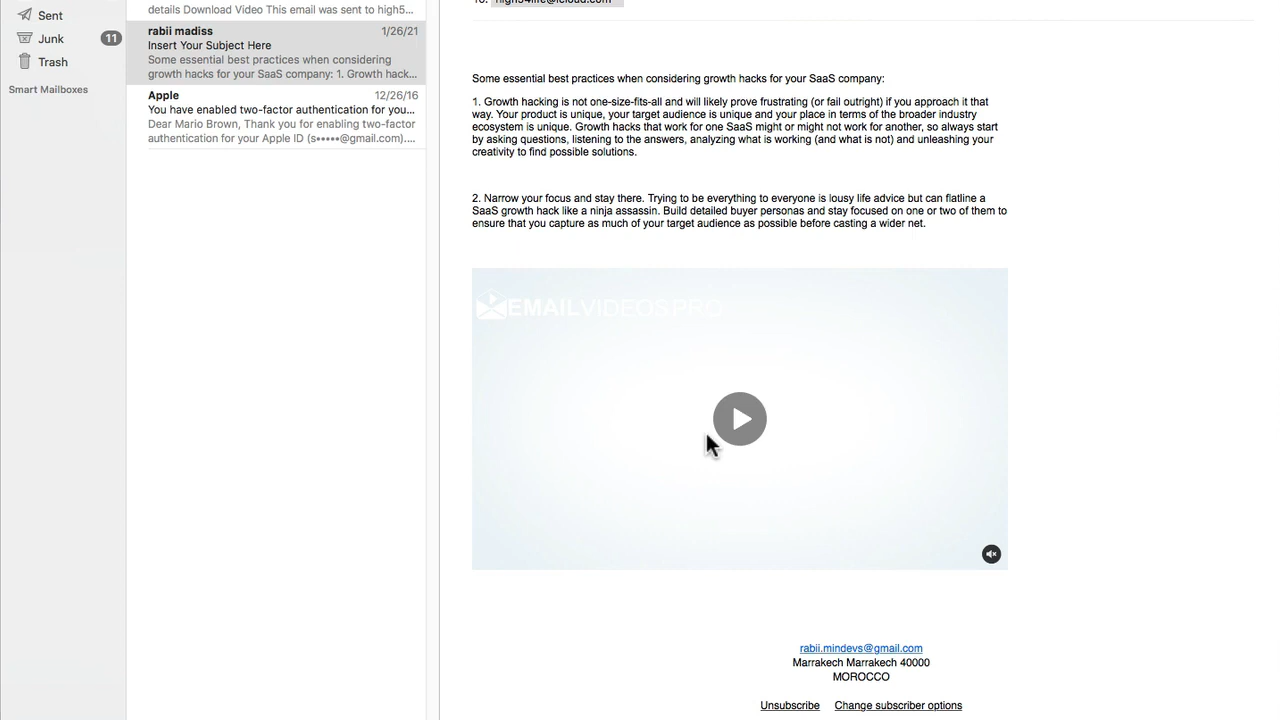 Sent
Junk 11
Trash
Smart Mailboxes
details Download Video This email was sent to high5...
rabii madiss 1/26/21
Insert Your Subject Here
Some essential best practices when considering
growth hacks for your SaaS company: 1. Growth hack...
Apple 12/26/16
You have enabled two-factor authentication for you...
Dear Mario Brown, Thank you for enabling two-factor
authentication for your Apple ID (s•••••@gmail.com)....
Some essential best practices when considering growth hacks for your SaaS company:
1. Growth hacking is not one-size-fits-all and will likely prove frustrating (or fail outright) if you approach it that
way. Your product is unique, your target audience is unique and your place in terms of the broader industry
ecosystem is unique. Growth hacks that work for one SaaS might or might not work for another, so always start
by asking questions, listening to the answers, analyzing what is working (and what is not) and unleashing your
creativity to find possible solutions.
2. Narrow your focus and stay there. Trying to be everything to everyone is lousy life advice but can flatline a
SaaS growth hack like a ninja assassin. Build detailed buyer personas and stay focused on one or two of them to
ensure that you capture as much of your target audience as possible before casting a wider net.
EMAILVIDEOS PRO
rabii.mindevs@gmail.com
Marrakech Marrakech 40000
MOROCCO
Unsubscribe Change subscriber options